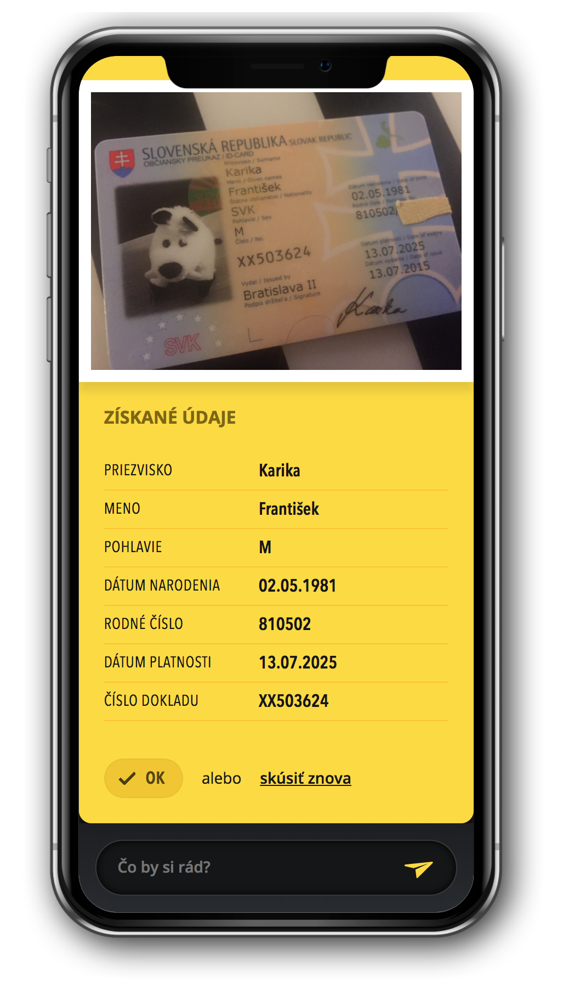 SLOVENSKÁ REPUBLIKA SLOVAK REPUBLIC
OBČIANSKY PREUKAZ / ID-CARD
Priezvisko / Surname
Karika
Meno / Given names
František
Štátne občianstvo / Nationality
SVK
Pohlavie / Sex
M
Číslo / No.
XX503624
Vydal / Issued by
Bratislava II
Podpis držiteľa / Signature
Dátum narodenia / Date of birth
02.05.1981
Rodné číslo / Personal No.
810502/
Dátum platnosti / Date of expiry
13.07.2025
Dátum vydania / Date of issue
13.07.2015
Karika
SVK
ZÍSKANÉ ÚDAJE
PRIEZVISKO Karika
MENO František
POHLAVIE M
DÁTUM NARODENIA 02.05.1981
RODNÉ ČÍSLO 810502
DÁTUM PLATNOSTI 13.07.2025
ČÍSLO DOKLADU XX503624
OK alebo skúsiť znova
Čo by si rád?